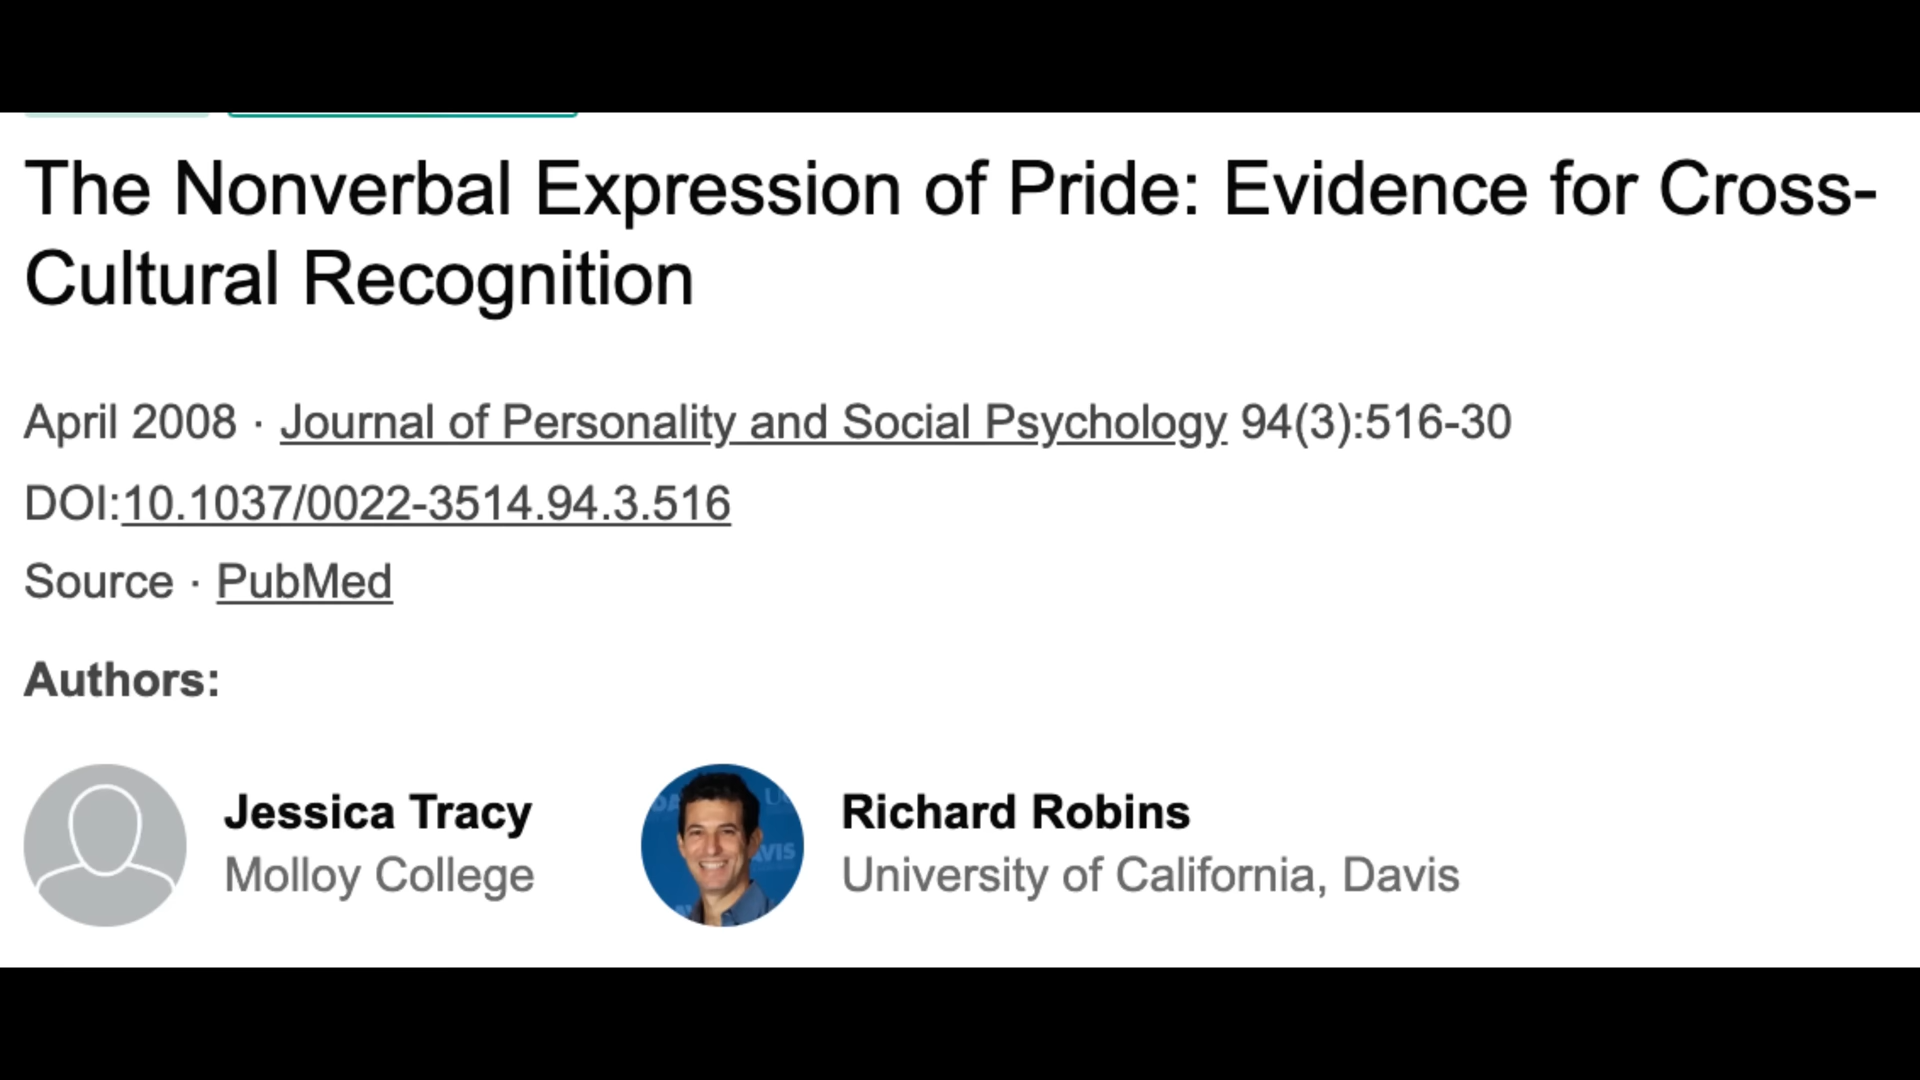 The Nonverbal Expression of Pride: Evidence for Cross-
Cultural Recognition
April 2008 · Journal of Personality and Social Psychology 94(3):516-30
DOI:10.1037/0022-3514.94.3.516
Source · PubMed
Authors:
Jessica Tracy
Molloy College
Richard Robins
University of California, Davis